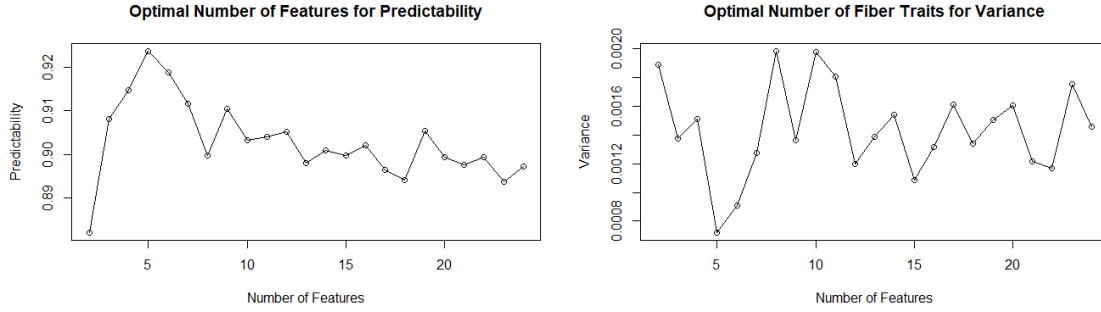 Optimal Number of Features for Predictability
Predictability
0.89 0.90 0.91 0.92
5 10 15 20
Number of Features
Optimal Number of Fiber Traits for Variance
Variance
0.0008 0.0012 0.0016 0.0020
5 10 15 20
Number of Features